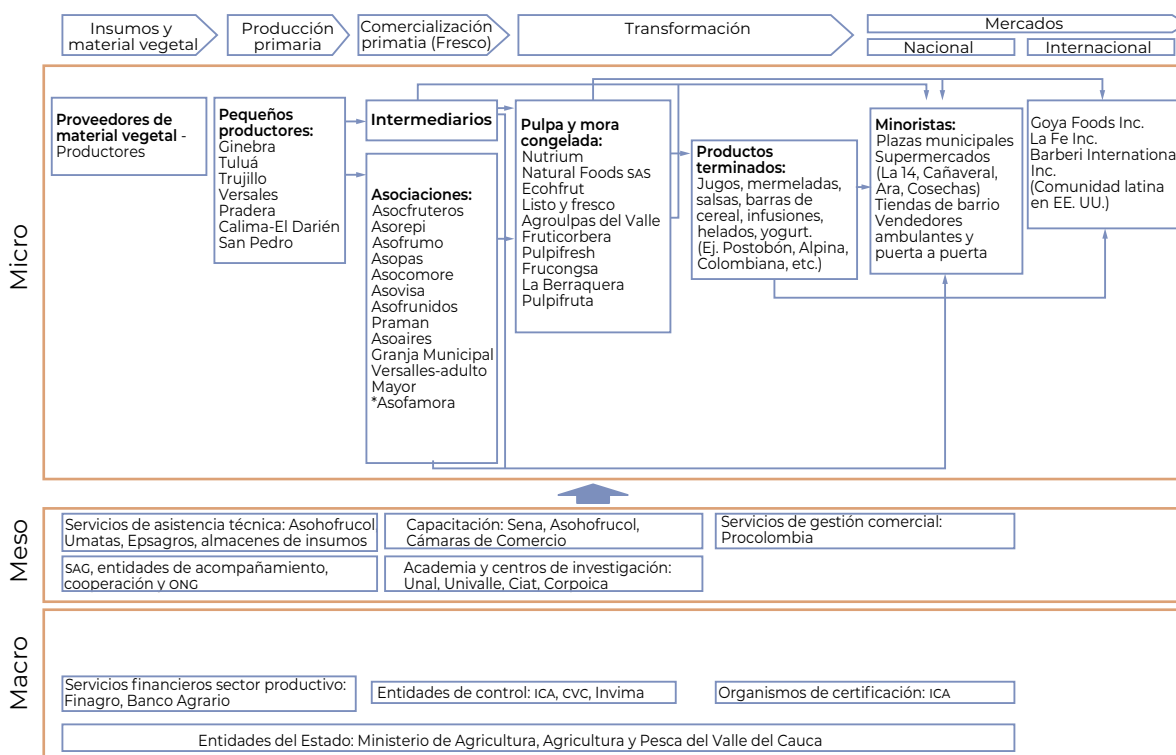 Insumos y
material vegetal
Producción
primaria
Comercialización
primatia (Fresco)
Transformación
Mercados
Nacional
Internacional
Micro
Proveedores de
material vegetal -
Productores
Pequeños
productores:
Ginebra
Tuluá
Trujillo
Versales
Pradera
Calima-El Darién
San Pedro
Intermediarios
Asociaciones:
Asocfruteros
Asorepi
Asofrumo
Asopas
Asocomore
Asovisa
Asofrunidos
Praman
Asoaires
Granja Municipal
Versalles-adulto
Mayor
*Asofamora
Pulpa y mora
congelada:
Nutrium
Natural Foods SAS
Ecohfrut
Listo y fresco
Agroulpas del Valle
Fruticorbera
Pulpifresh
Frucongsa
La Berraquera
Pulpifruta
Productos
terminados:
Jugos, mermeladas,
salsas, barras de
cereal, infusiones,
helados, yogurt.
(Ej. Postobón, Alpina,
Colombiana, etc.)
Minoristas:
Plazas municipales
Supermercados
(La 14, Cañaveral,
Ara, Cosechas)
Tiendas de barrio
Vendedores
ambulantes y
puerta a puerta
Goya Foods Inc.
La Fe Inc.
Barberi Internationa
Inc.
(Comunidad latina
en EE. UU.)
Meso
Servicios de asistencia técnica: Asohofrucol
Umatas, Epsagros, almacenes de insumos
Capacitación: Sena, Asohofrucol,
Cámaras de Comercio
Servicios de gestión comercial:
Procolombia
SAG, entidades de acompañamiento,
cooperación y ONG
Academia y centros de investigación:
Unal, Univalle, Ciat, Corpoica
Macro
Servicios financieros sector productivo:
Finagro, Banco Agrario
Entidades de control: ICA, CVC, Invima
Organismos de certificación: ICA
Entidades del Estado: Ministerio de Agricultura, Agricultura y Pesca del Valle del Cauca